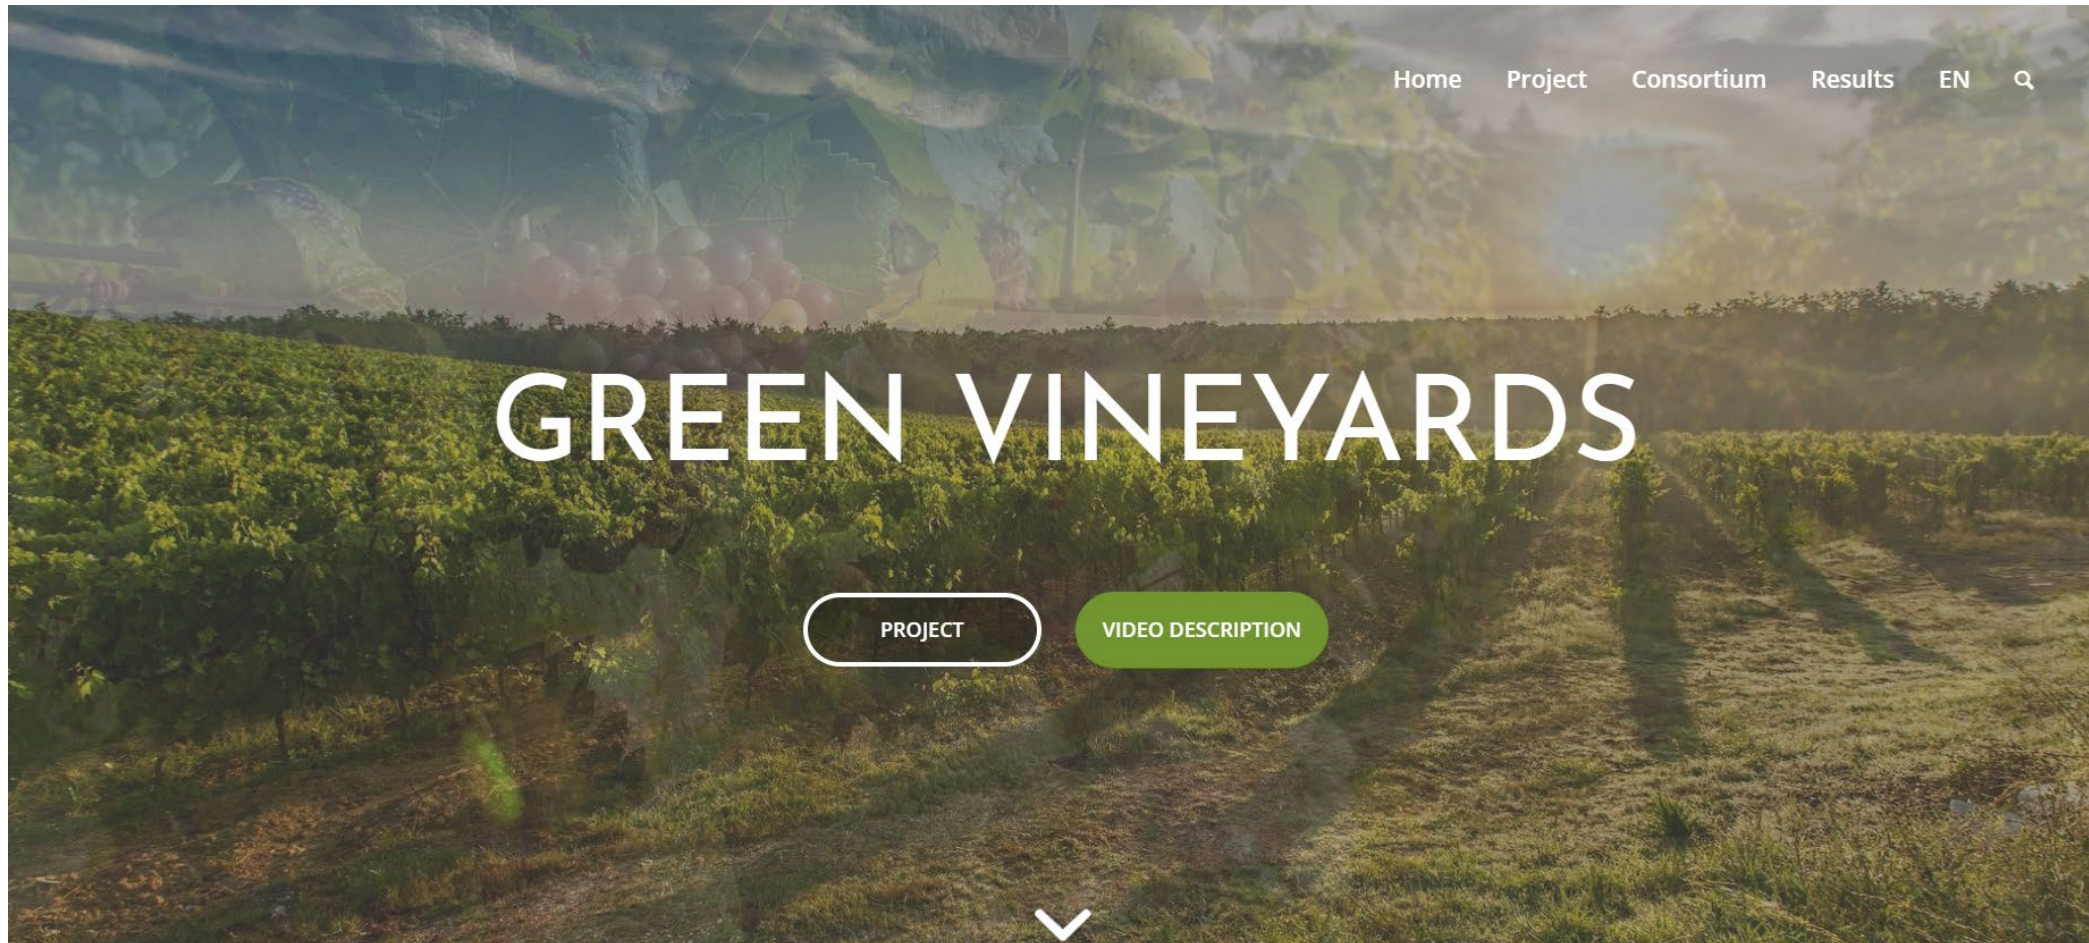 Home Project Consortium Results EN
GREEN VINEYARDS
PROJECT VIDEO DESCRIPTION